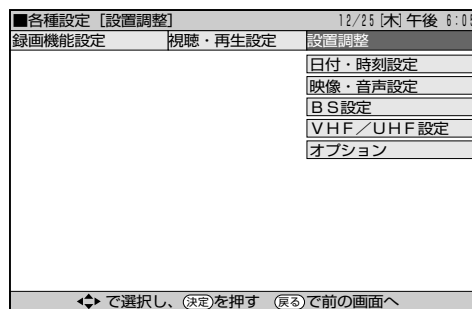 ■各種設定［設置調整］ 12/25[木]午後 6:05
録画機能設定 視聴・再生設定 設置調整
日付・時刻設定
映像・音声設定
ＢＳ設定
ＶＨＦ／ＵＨＦ設定
オプション
で選択し、決定を押す 戻るで前の画面へ